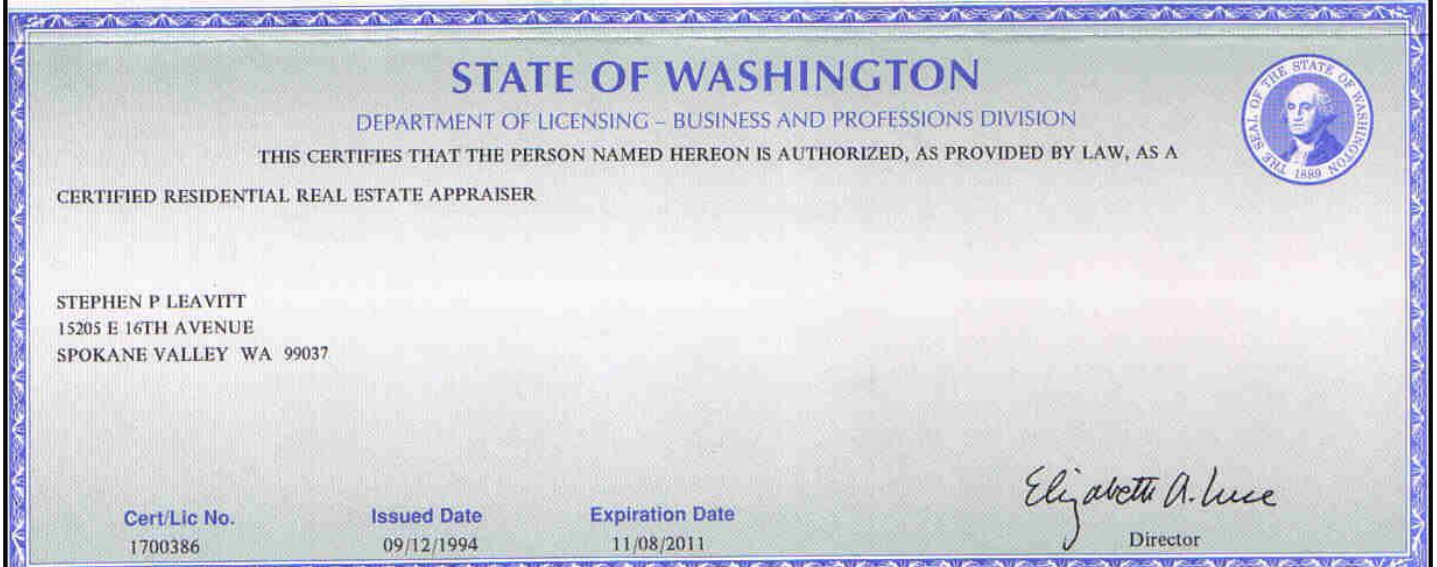 STATE OF WASHINGTON
DEPARTMENT OF LICENSING – BUSINESS AND PROFESSIONS DIVISION
THIS CERTIFIES THAT THE PERSON NAMED HEREON IS AUTHORIZED, AS PROVIDED BY LAW, AS A
CERTIFIED RESIDENTIAL REAL ESTATE APPRAISER
THE SEAL OF THE STATE OF WASHINGTON
1889
STEPHEN P LEAVITT
15205 E 16TH AVENUE
SPOKANE VALLEY WA 99037
Cert/Lic No. Issued Date Expiration Date
1700386 09/12/1994 11/08/2011
Elizabeth A. Luce
Director